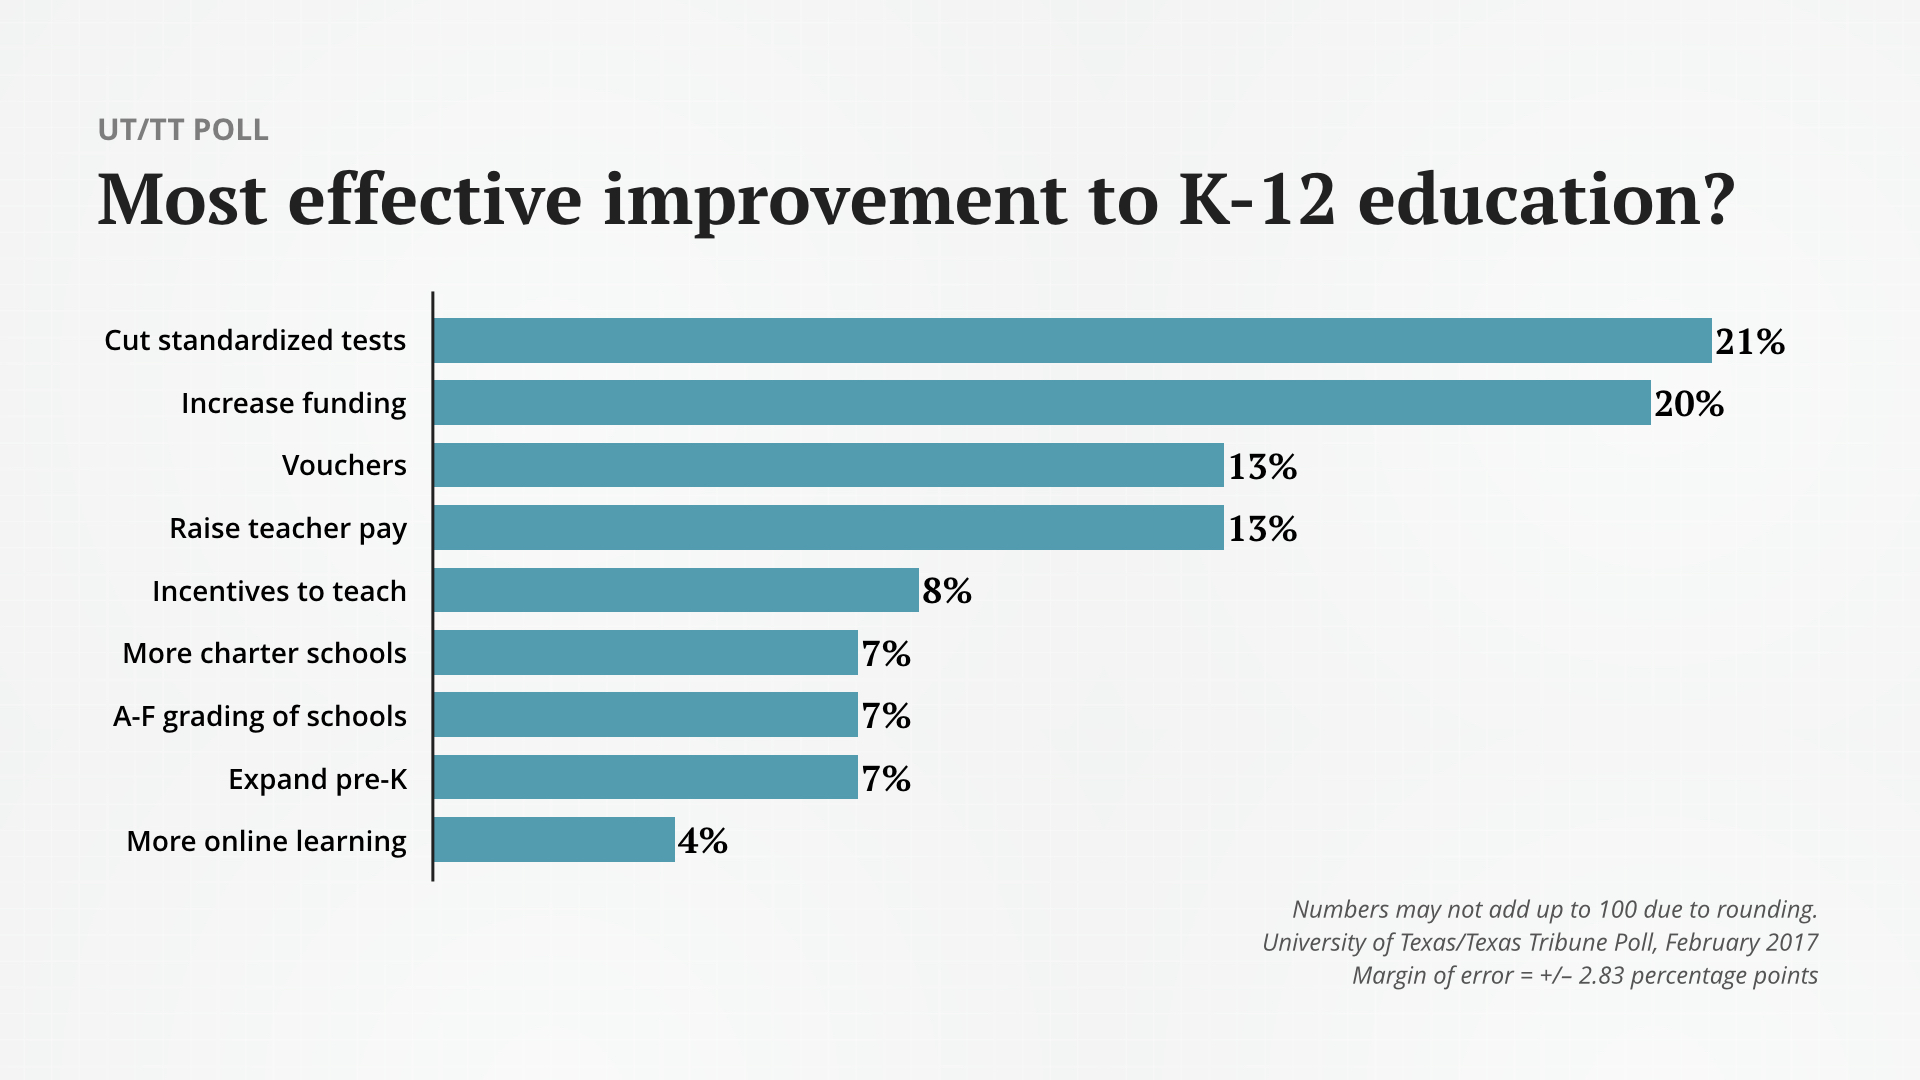 UT/TT POLL
Most effective improvement to K-12 education?
Cut standardized tests 21%
Increase funding 20%
Vouchers 13%
Raise teacher pay 13%
Incentives to teach 8%
More charter schools 7%
A-F grading of schools 7%
Expand pre-K 7%
More online learning 4%
Numbers may not add up to 100 due to rounding.
University of Texas/Texas Tribune Poll, February 2017
Margin of error = +/– 2.83 percentage points